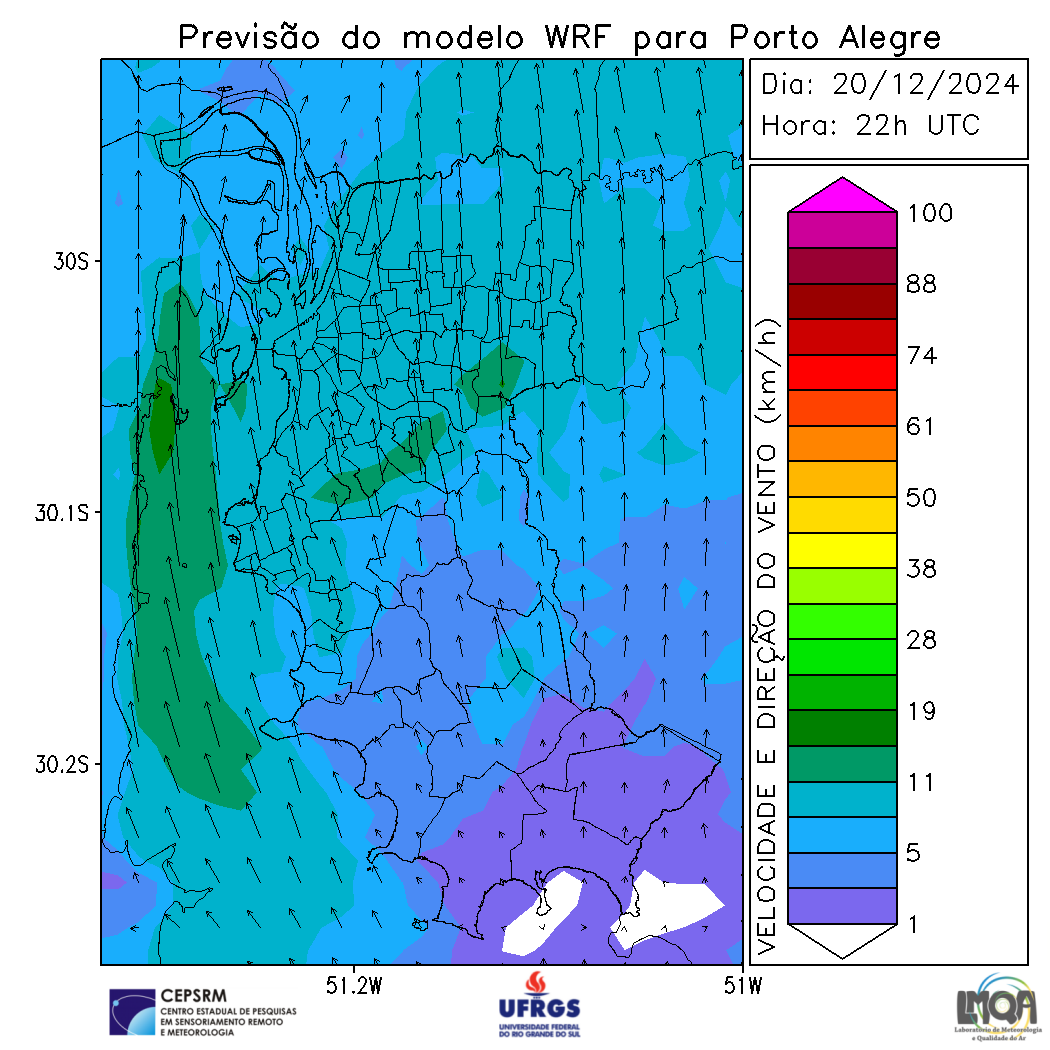 Previsão do modelo WRF para Porto Alegre
Dia: 20/12/2024
Hora: 22h UTC
30S
30.1S
30.2S
51.2W
51W
VELOCIDADE E DIREÇÃO DO VENTO (km/h)
100
88
74
61
50
38
28
19
11
5
1
CEPSRM
CENTRO ESTADUAL DE PESQUISAS
EM SENSORIAMENTO REMOTO
E METEOROLOGIA
UFRGS
UNIVERSIDADE FEDERAL
DO RIO GRANDE DO SUL
LMQA
Laboratório de Meteorologia
e Qualidade do Ar